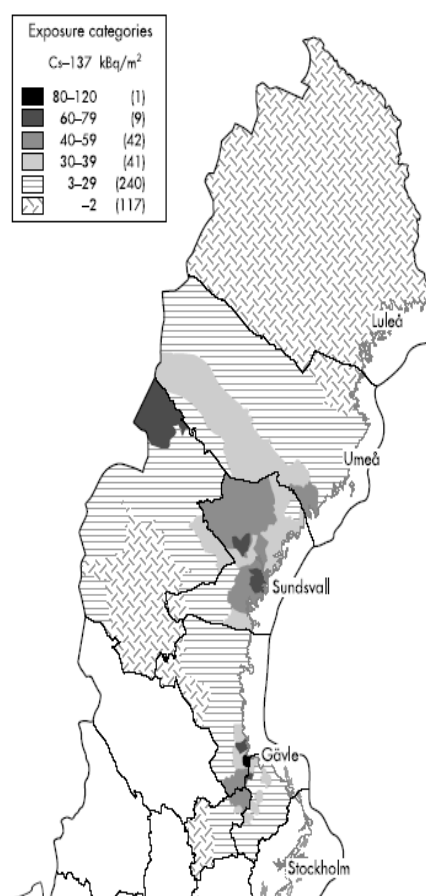 Exposure categories
Cs–137 kBq/m²
80–120 (1)
60–79 (9)
40–59 (42)
30–39 (41)
3–29 (240)
–2 (117)
Luleå
Umeå
Sundsvall
Gävle
Stockholm